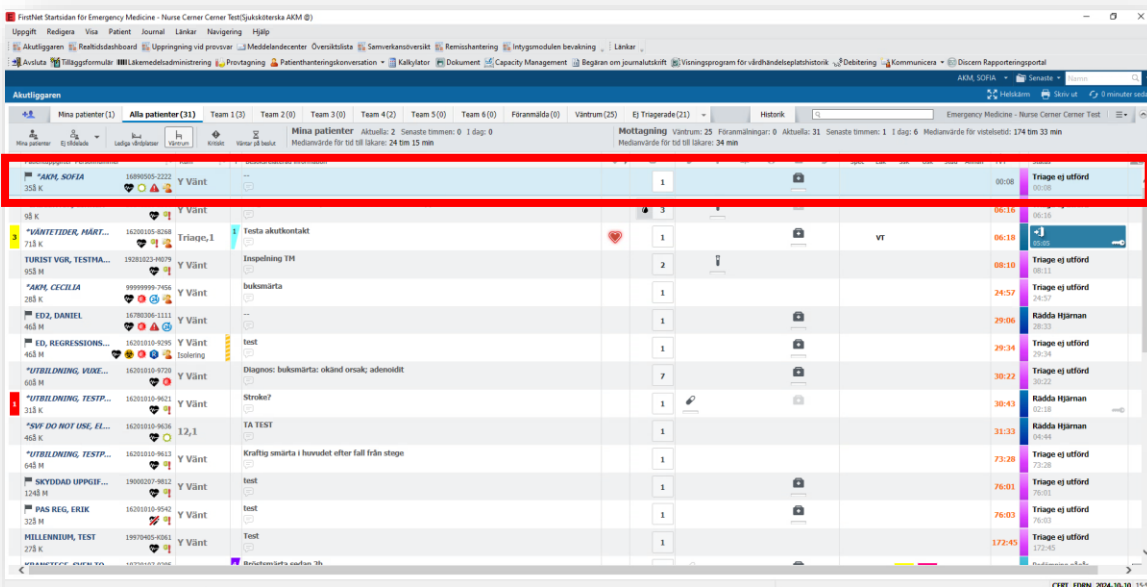 FirstNet Startsidan för Emergency Medicine - Nurse Cerner Cerner Test(Sjuksköterska AKM @)
Uppgift Redigera Visa Patient Journal Länkar Navigering Hjälp
Akutliggaren Realtidsdashboard Uppringning vid provsvar Meddelandecenter Översiktslista Samverkansöversikt Remisshantering Intygsmodulen bevakning Länkar
Avsluta Tilläggsformulär Läkemedelsadministrering Provtagning Patienthanteringskonversation Kalkylator Dokument Capacity Management Begäran om journalutskrift Visningsprogram för vårdhändelseplatshistorik Debitering Kommunicera Discern Rapporteringsportal
AKM, SOFIA Senaste Namn
Akutliggaren Helskärm Skriv ut 0 minuter sed
Mina patienter (1) Alla patienter (31) Team 1 (3) Team 2 (0) Team 3 (0) Team 4 (2) Team 5 (0) Team 6 (0) Föranmälda (0) Väntrum (25) Ej Triagerade (21) Historik Emergency Medicine - Nurse Cerner Cerner Test
Mina patienter Ej tilldelade Lediga vårdplatser Väntrum Kritiskt Väntar på beslut
Mina patienter Aktuella: 2 Senaste timmen: 0 I dag: 0
Medianvärde för tid till läkare: 24 tim 15 min
Mottagning Väntrum: 25 Föranmälningar: 0 Aktuella: 31 Senaste timmen: 1 I dag: 6 Medianvärde för vistelsetid: 174 tim 33 min
Medianvärde för tid till läkare: 34 min
*AKM, SOFIA 16890505-2222 Y Vänt -- 1 00:08 Triage ej utförd
35å K 00:08
9å K Y Vänt 3 06:16 06:16
3 *VÄNTETIDER, MÄRT... 16200105-8268 Triage,1 1 Testa akutkontakt 1 VT 06:18
71å K 05:05
TURIST VGR, TESTMA... 19281023-M079 Y Vänt Inspelning TM 2 08:10 Triage ej utförd
95å M 08:11
*AKM, CECILIA 99999999-7456 Y Vänt buksmärta 1 24:57 Triage ej utförd
28å K 24:57
ED2, DANIEL 16780306-1111 Y Vänt -- 1 29:06 Rädda Hjärnan
46å M 28:33
ED, REGRESSIONS... 16201010-9295 Y Vänt test 1 29:34 Triage ej utförd
46å M Isolering 29:34
*UTBILDNING, VUXE... 16201010-9720 Y Vänt Diagnos: buksmärta: okänd orsak; adenoidit 7 30:22 Triage ej utförd
60å M 30:22
1 *UTBILDNING, TESTP... 16201010-9621 Y Vänt Stroke? 1 30:43 Rädda Hjärnan
31å K 02:18
*SVF DO NOT USE, EL... 16201010-9636 12,1 TA TEST 1 31:33 Rädda Hjärnan
46å K 04:44
*UTBILDNING, TESTP... 16201010-9613 Y Vänt Kraftig smärta i huvudet efter fall från stege 1 73:28 Triage ej utförd
64å M 73:28
SKYDDAD UPPGIF... 19000207-9812 Y Vänt test 1 76:01 Triage ej utförd
124å M 76:01
PAS REG, ERIK 16201010-9542 Y Vänt test 1 76:03 Triage ej utförd
32å M 76:03
MILLENNIUM, TEST 19970405-K061 Y Vänt Test 1 172:45 Triage ej utförd
27å K 172:45
Bröstsmärta sedan 2h
CERT EDRN 2024-10-10